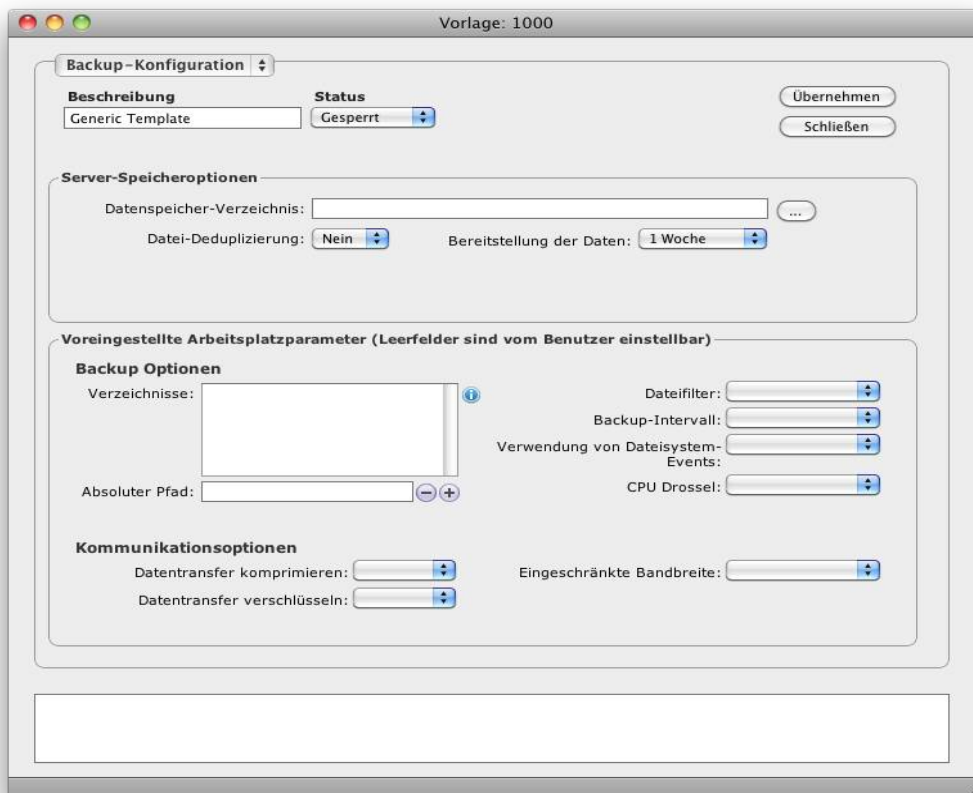 Vorlage: 1000
Backup-Konfiguration
Beschreibung Status
Generic Template Gesperrt
Übernehmen
Schließen
Server-Speicheroptionen
Datenspeicher-Verzeichnis: ...
Datei-Deduplizierung: Nein Bereitstellung der Daten: 1 Woche
Voreingestellte Arbeitsplatzparameter (Leerfelder sind vom Benutzer einstellbar)
Backup Optionen
Verzeichnisse: Dateifilter:
Backup-Intervall:
Verwendung von Dateisystem-
Events:
Absoluter Pfad: CPU Drossel:
Kommunikationsoptionen
Datentransfer komprimieren: Eingeschränkte Bandbreite:
Datentransfer verschlüsseln: